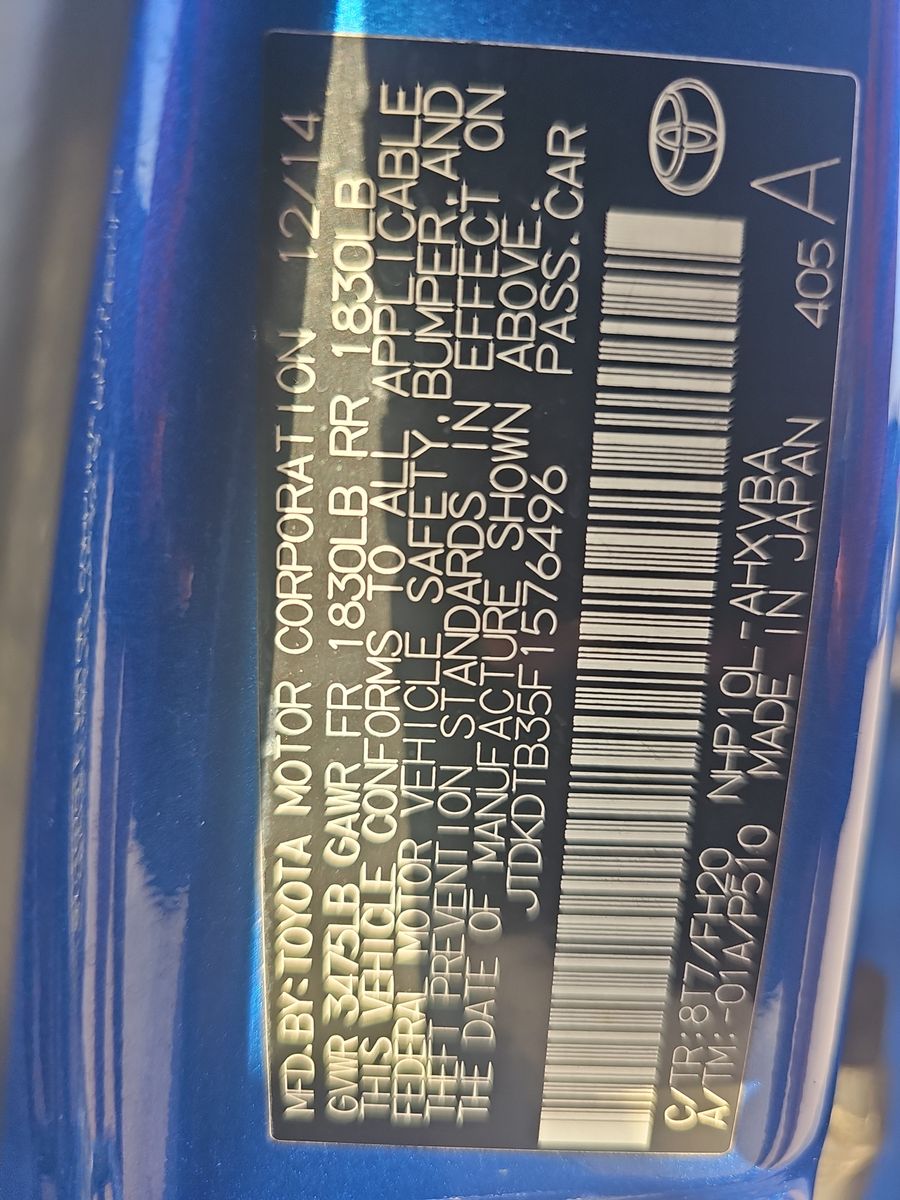 MFD.BY:TOYOTA MOTOR CORPORATION 12/14
GVWR 3475LB GAWR FR 1830LB RR 1830LB
THIS VEHICLE CONFORMS TO ALL APPLICABLE
FEDERAL MOTOR VEHICLE SAFETY, BUMPER, AND
THEFT PREVENTION STANDARDS IN EFFECT ON
THE DATE OF MANUFACTURE SHOWN ABOVE.
JTDKDTB35F1576496 PASS.CAR
C/TR:8T7/FH20 NHP10L-AHXVBA
A/TM:-01A/P510 MADE IN JAPAN 405 A